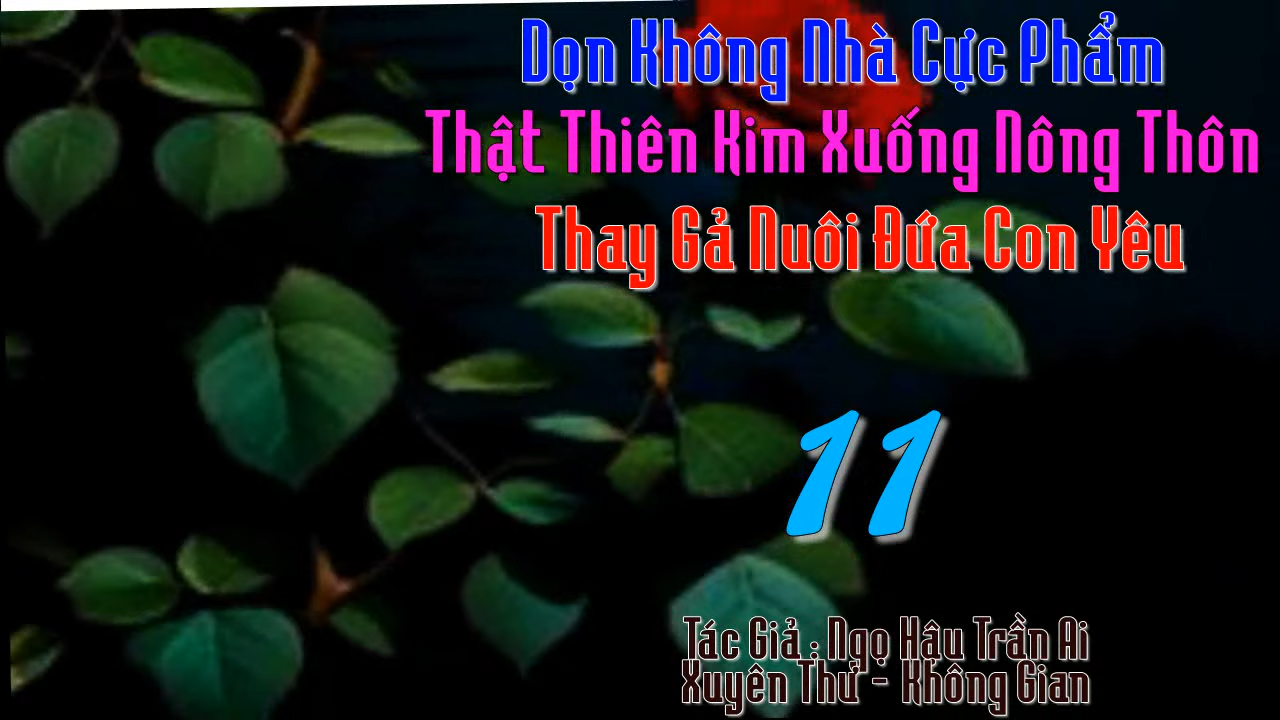 Dọn Không Nhà Cực Phẩm
Thật Thiên Kim Xuống Nông Thôn
Thay Gả Nuôi Đứa Con Yêu
11
Tác Giả : Ngọ Hậu Trần Ai
Xuyên Thư - Không Gian